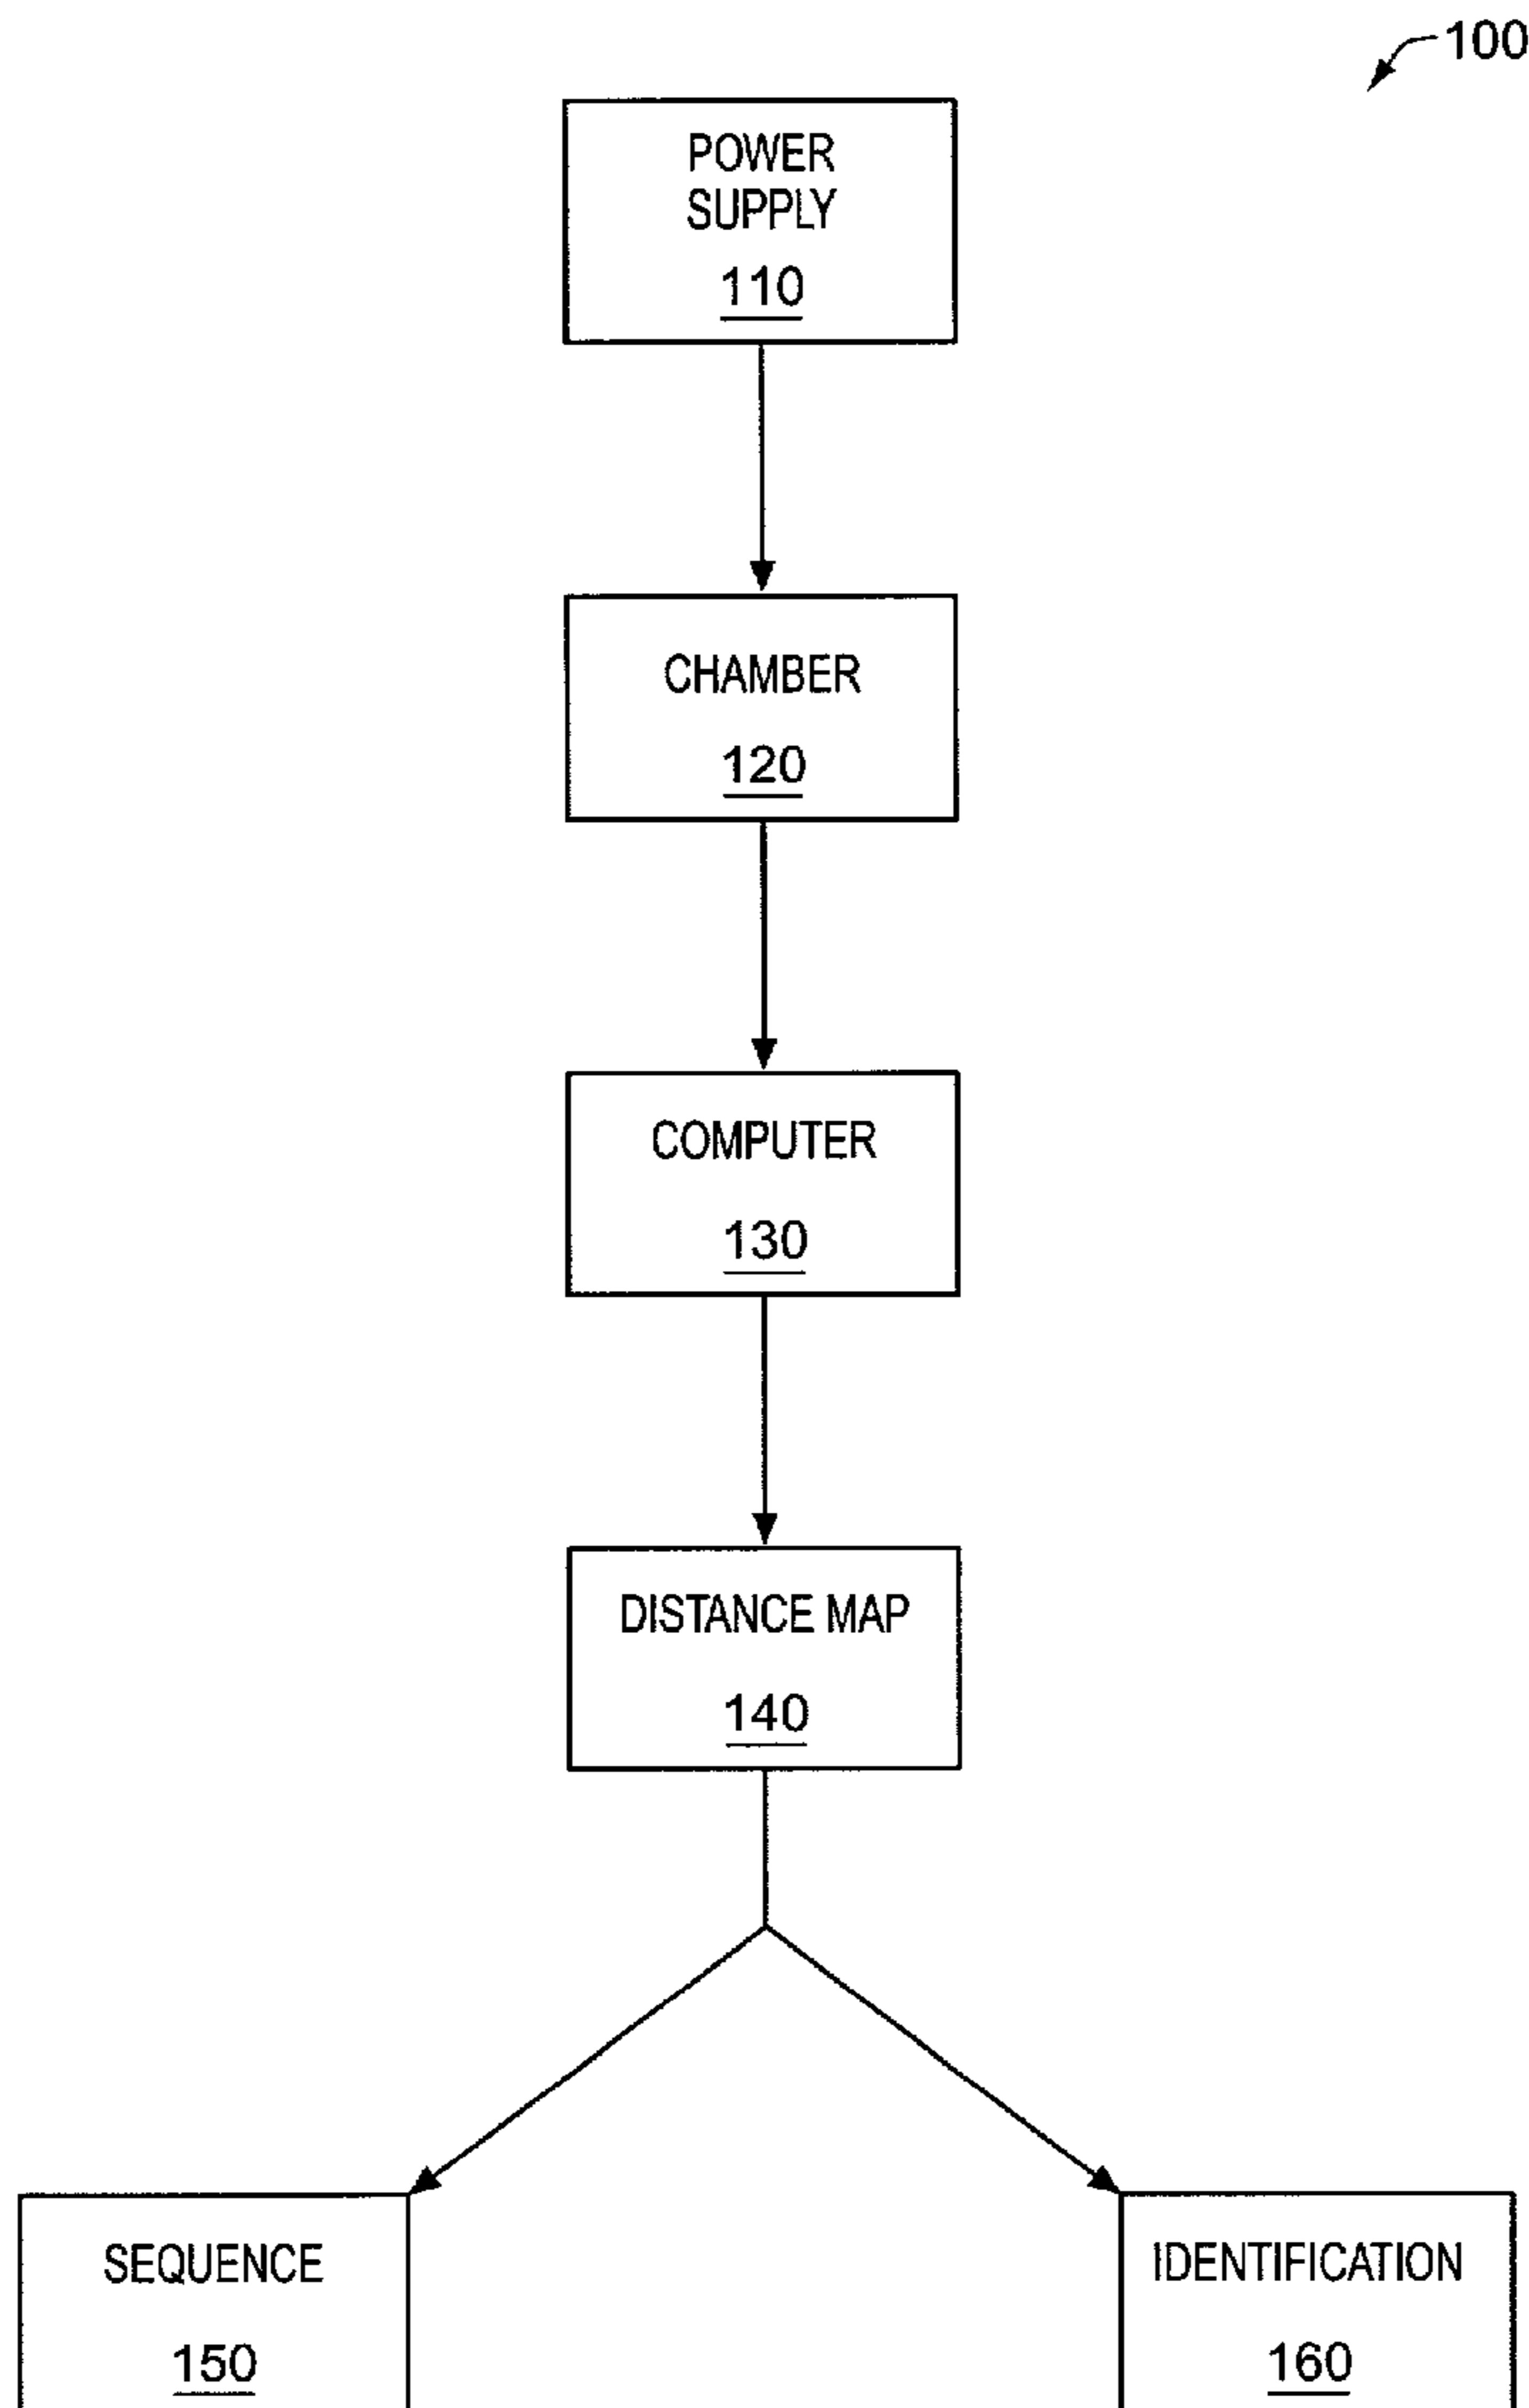 100
POWER
SUPPLY
110
CHAMBER
120
COMPUTER
130
DISTANCE MAP
140
SEQUENCE
150
IDENTIFICATION
160